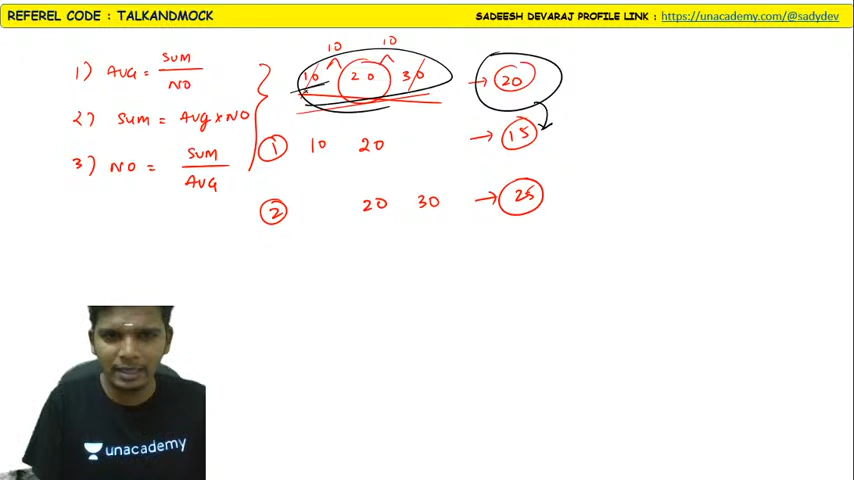 REFEREL CODE : TALKANDMOCK
SADEESH DEVARAJ PROFILE LINK : https://unacademy.com/@sadydev
1) AVG = SUM / NO
2) SUM = AVG x NO
3) NO = SUM / AVG
10 10
10 20 30 → 20
1 10 20 → 15
2 20 30 → 25
unacademy